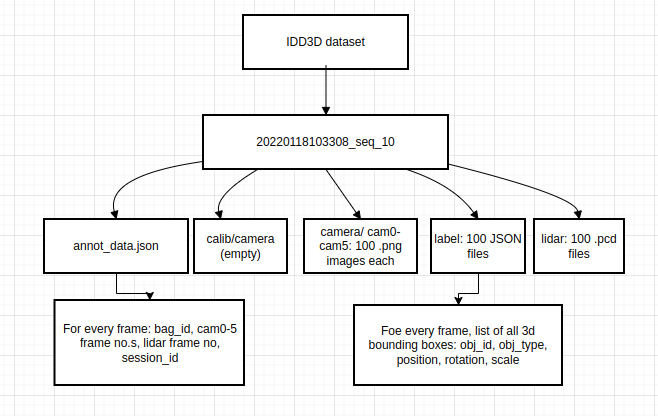 IDD3D dataset
20220118103308_seq_10
annot_data.json
calib/camera
(empty)
camera/ cam0-
cam5: 100 .png
images each
label: 100 JSON
files
lidar: 100 .pcd
files
For every frame: bag_id, cam0-5
frame no.s, lidar frame no,
session_id
Foe every frame, list of all 3d
bounding boxes: obj_id, obj_type,
position, rotation, scale